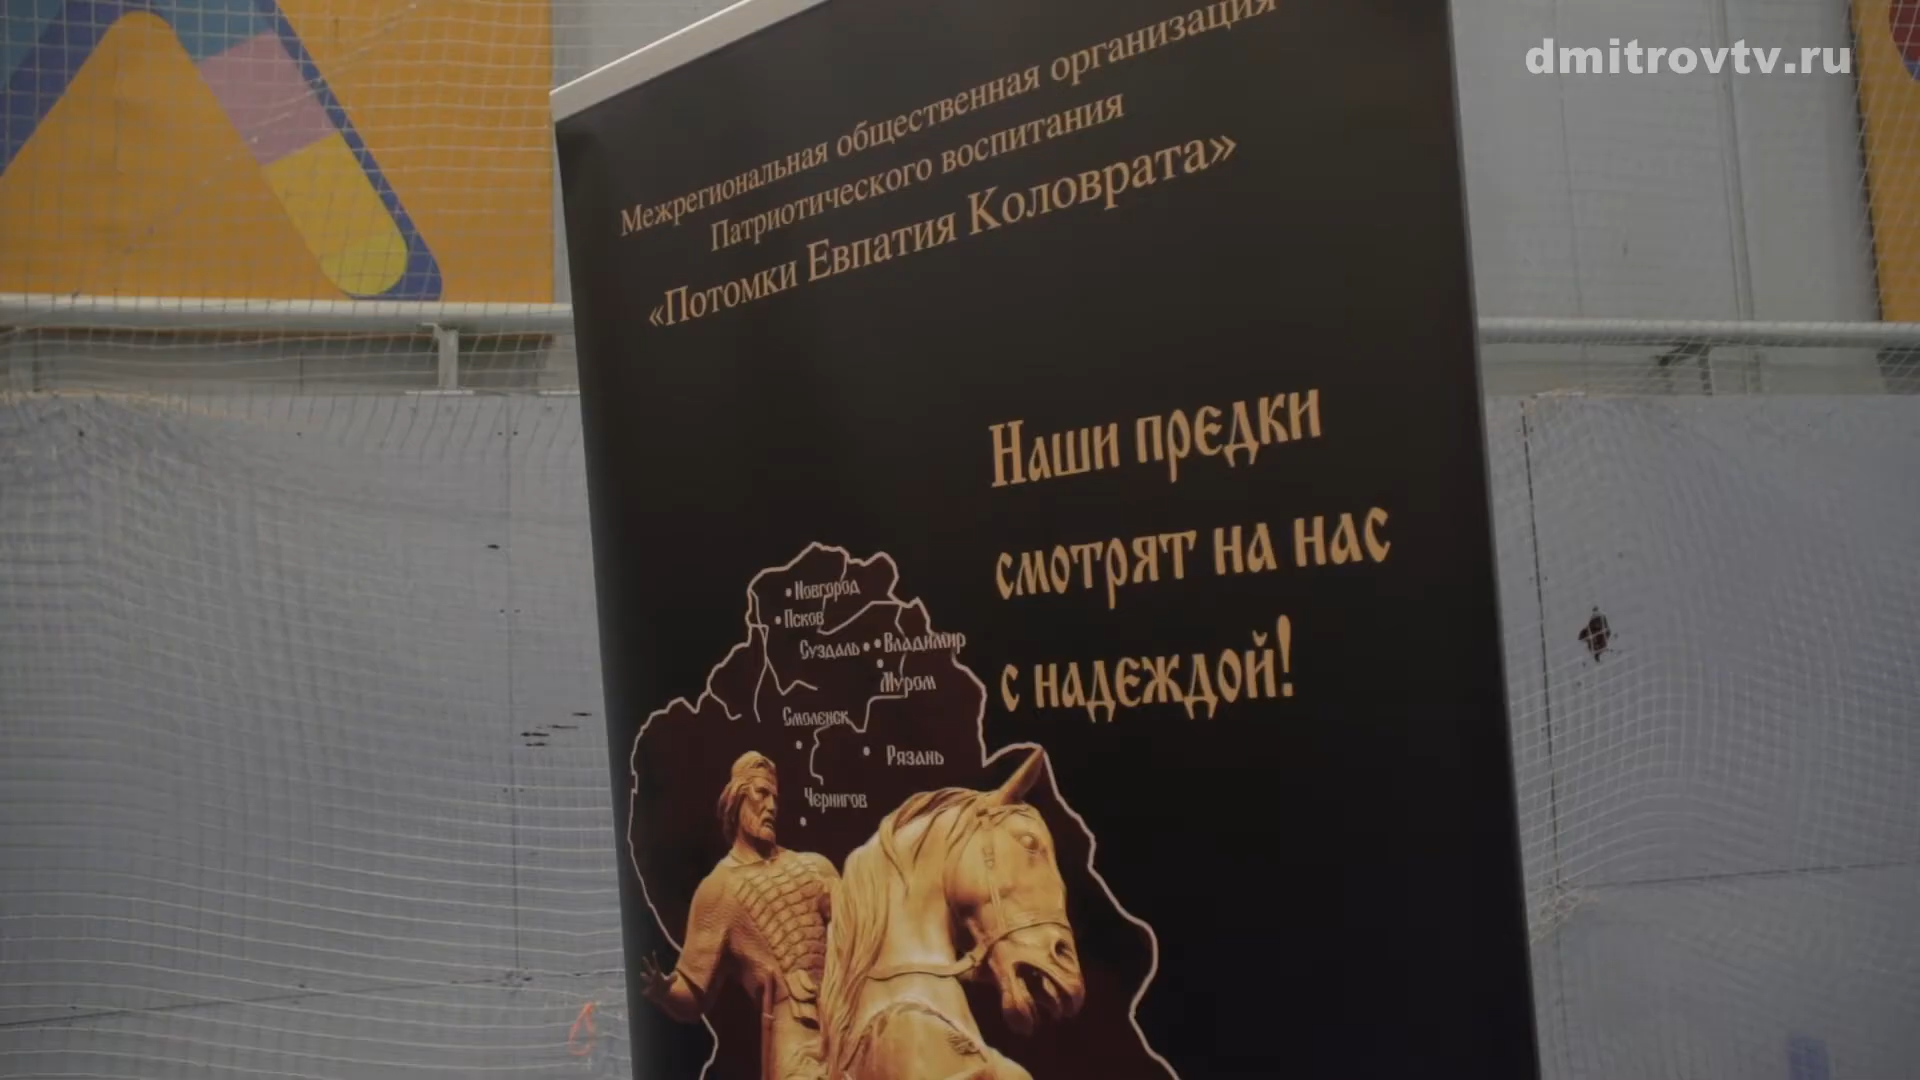 dmitrovtv.ru
Межрегиональная общественная организация
Патриотического воспитания
«Потомки Евпатия Коловрата»
Наши предки
смотрят на нас
с надеждой!
Новгород
Псков
Суздаль
Владимир
Муром
Смоленск
Рязань
Чернигов